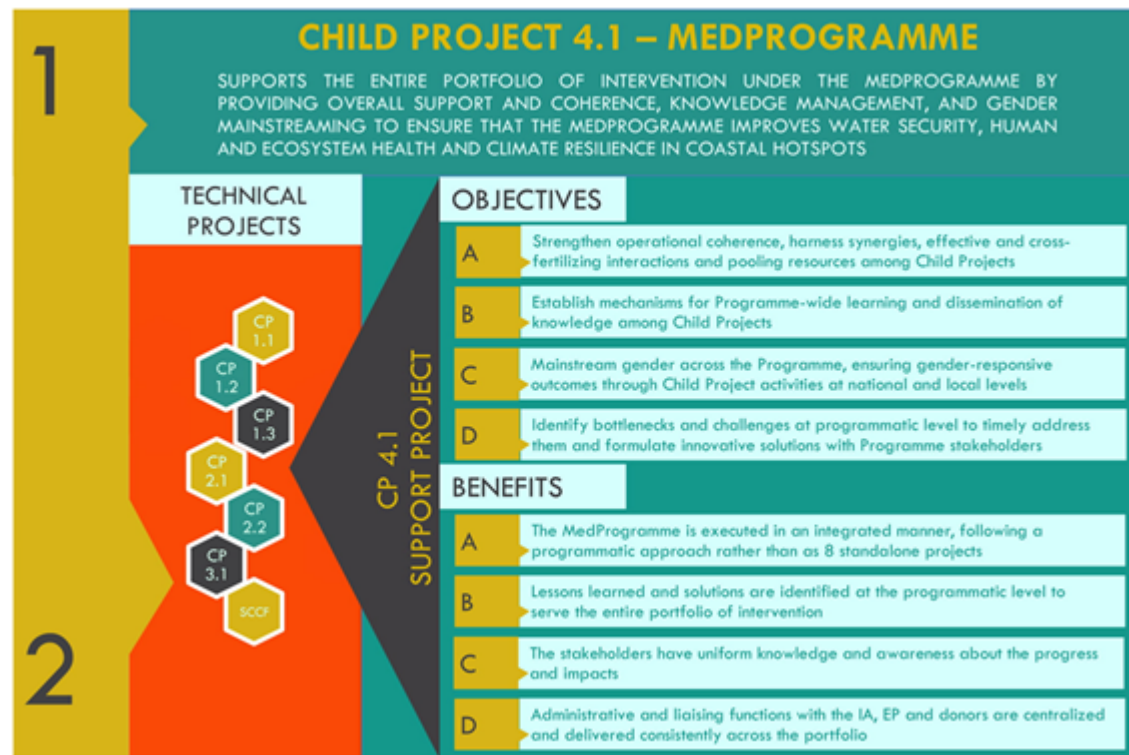 1
CHILD PROJECT 4.1 – MEDPROGRAMME
SUPPORTS THE ENTIRE PORTFOLIO OF INTERVENTION UNDER THE MEDPROGRAMME BY
PROVIDING OVERALL SUPPORT AND COHERENCE, KNOWLEDGE MANAGEMENT, AND GENDER
MAINSTREAMING TO ENSURE THAT THE MEDPROGRAMME IMPROVES WATER SECURITY, HUMAN
AND ECOSYSTEM HEALTH AND CLIMATE RESILIENCE IN COASTAL HOTSPOTS
2
TECHNICAL
PROJECTS
CP
1.1
CP
1.2
CP
1.3
CP
2.1
CP
2.2
CP
3.1
SCCF
CP 4.1
SUPPORT PROJECT
OBJECTIVES
A
Strengthen operational coherence, harness synergies, effective and cross-
fertilizing interactions and pooling resources among Child Projects
B
Establish mechanisms for Programme-wide learning and dissemination of
knowledge among Child Projects
C
Mainstream gender across the Programme, ensuring gender-responsive
outcomes through Child Project activities at national and local levels
D
Identify bottlenecks and challenges at programmatic level to timely address
them and formulate innovative solutions with Programme stakeholders
BENEFITS
A
The MedProgramme is executed in an integrated manner, following a
programmatic approach rather than as 8 standalone projects
B
Lessons learned and solutions are identified at the programmatic level to
serve the entire portfolio of intervention
C
The stakeholders have uniform knowledge and awareness about the progress
and impacts
D
Administrative and liaising functions with the IA, EP and donors are centralized
and delivered consistently across the portfolio